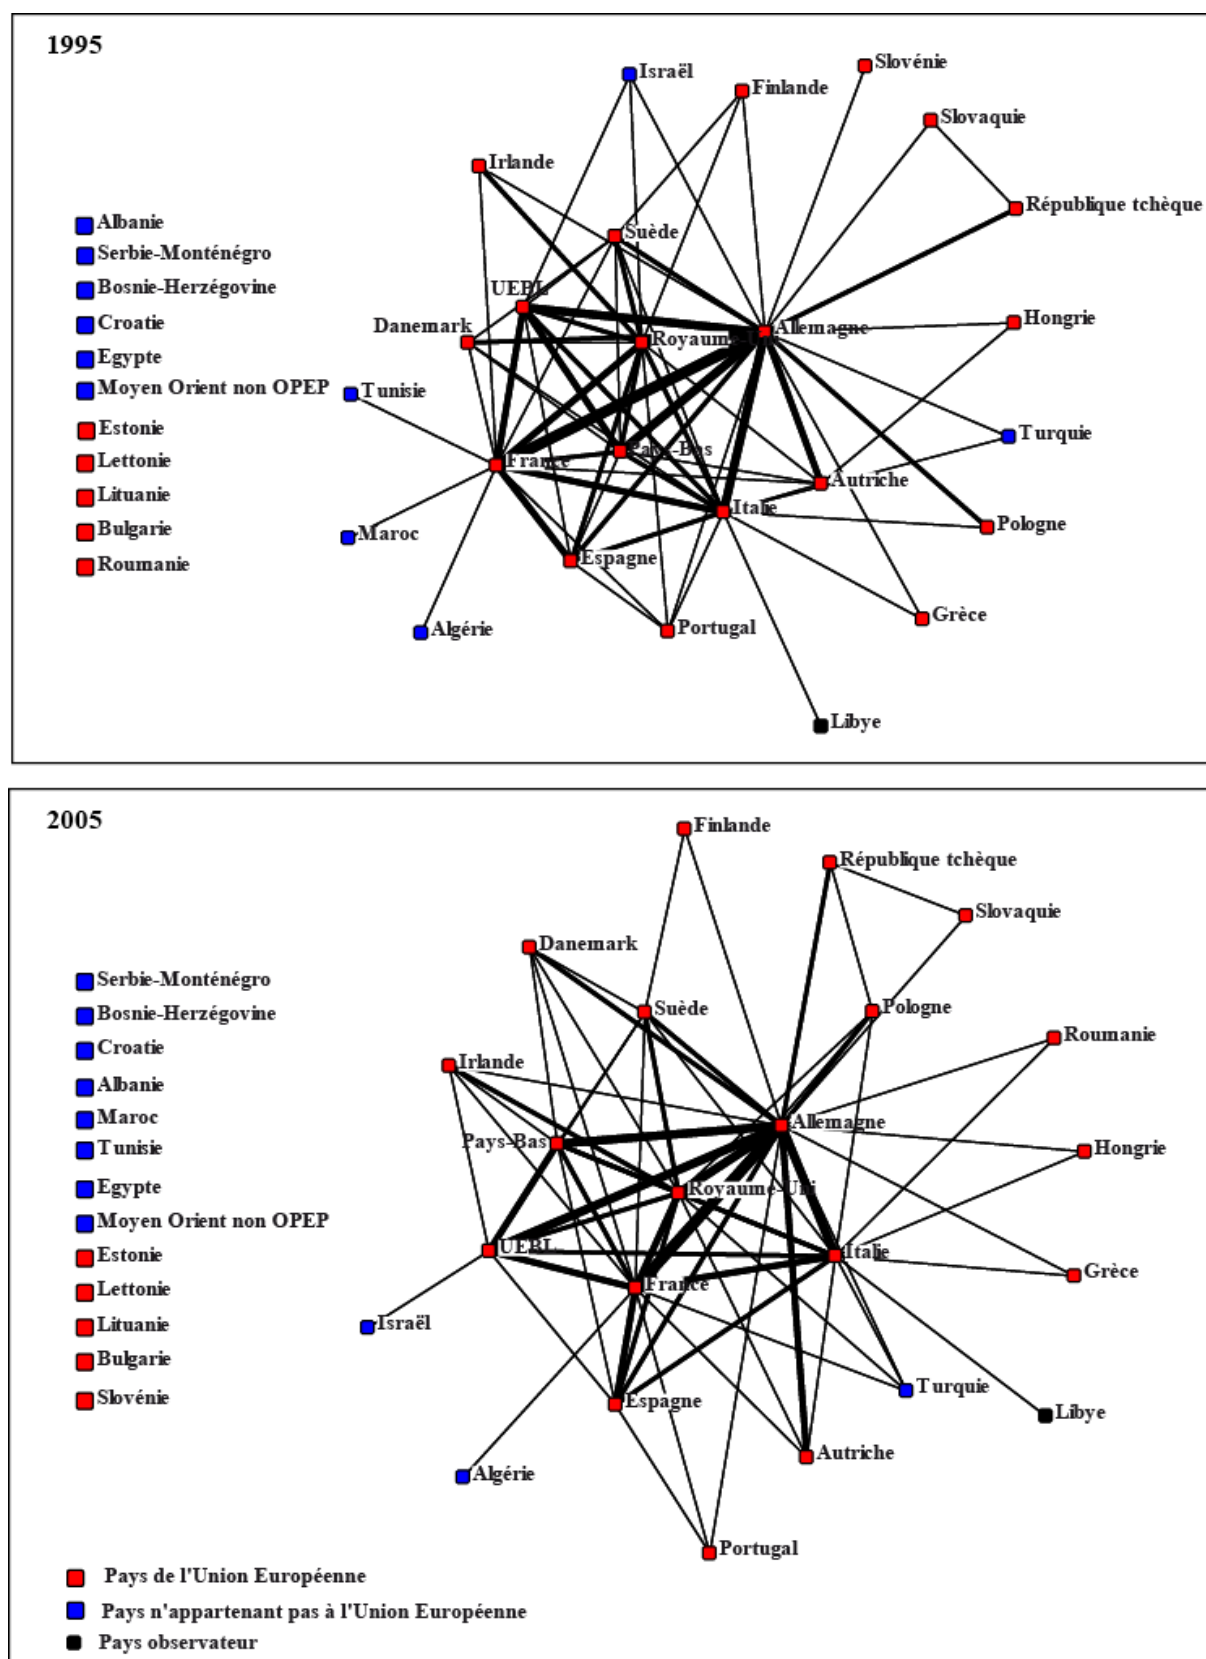 1995
Israël
Slovénie
Finlande
Slovaquie
Irlande
République tchèque
Albanie
Suède
Serbie-Monténégro
Bosnie-Herzégovine
UEBL
Croatie
Danemark
Allemagne
Hongrie
Royaume-Uni
Egypte
Moyen Orient non OPEP
Tunisie
Estonie
Turquie
Pays-Bas
Lettonie
France
Autriche
Lituanie
Italie
Bulgarie
Maroc
Pologne
Roumanie
Espagne
Algérie
Portugal
Grèce
Libye
2005
Finlande
République tchèque
Slovaquie
Danemark
Serbie-Monténégro
Suède
Pologne
Bosnie-Herzégovine
Roumanie
Croatie
Irlande
Albanie
Maroc
Allemagne
Pays-Bas
Tunisie
Hongrie
Egypte
Royaume-Uni
Moyen Orient non OPEP
UEBL
Italie
Estonie
Grèce
Lettonie
France
Lituanie
Israël
Bulgarie
Turquie
Slovénie
Espagne
Libye
Autriche
Algérie
Portugal
Pays de l'Union Européenne
Pays n'appartenant pas à l'Union Européenne
Pays observateur